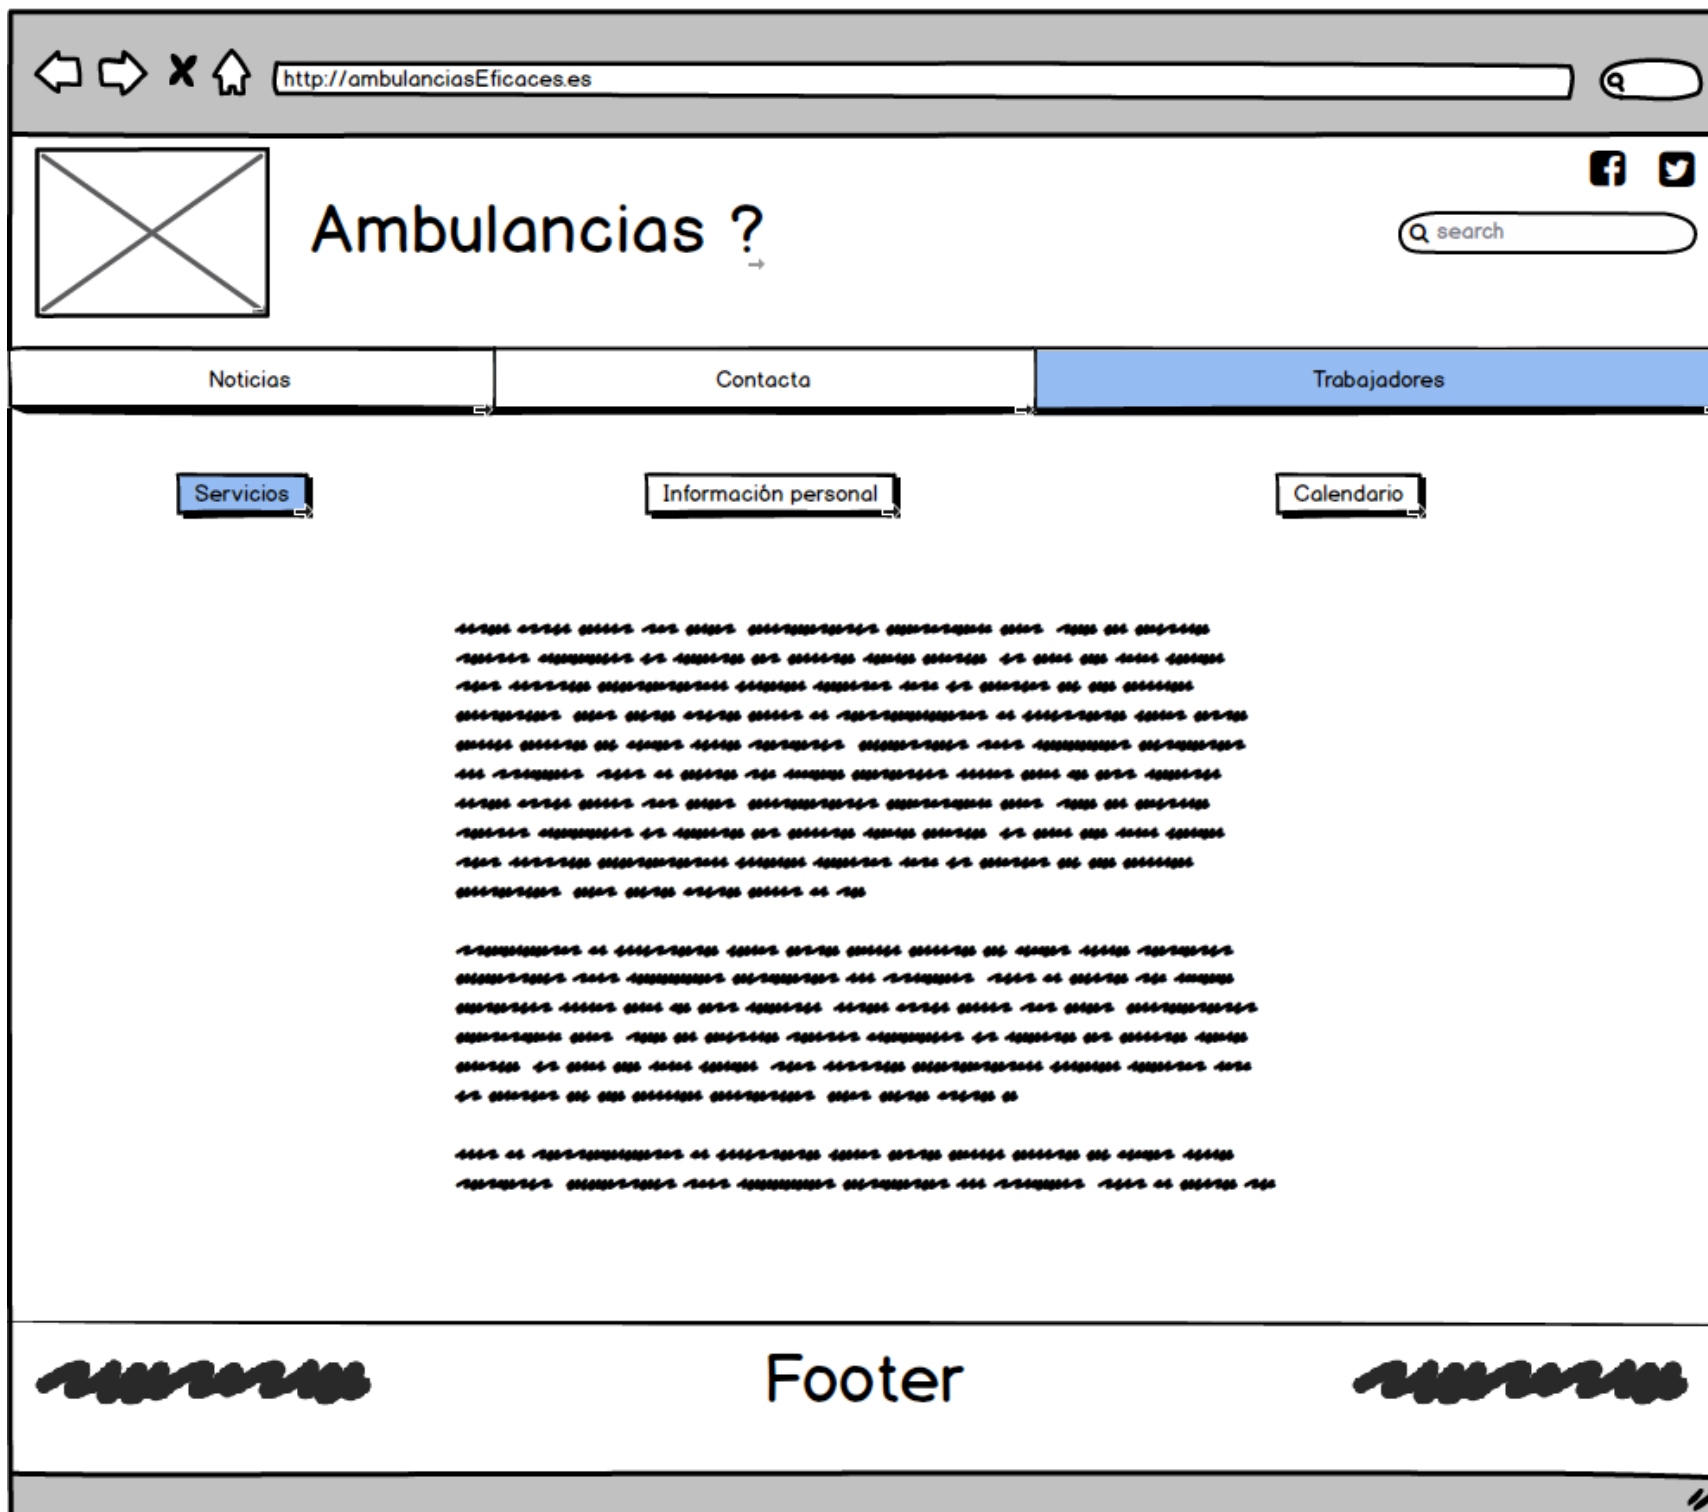 http://ambulanciasEficaces.es
Ambulancias ?
search
Noticias
Contacta
Trabajadores
Servicios
Información personal
Calendario
Footer